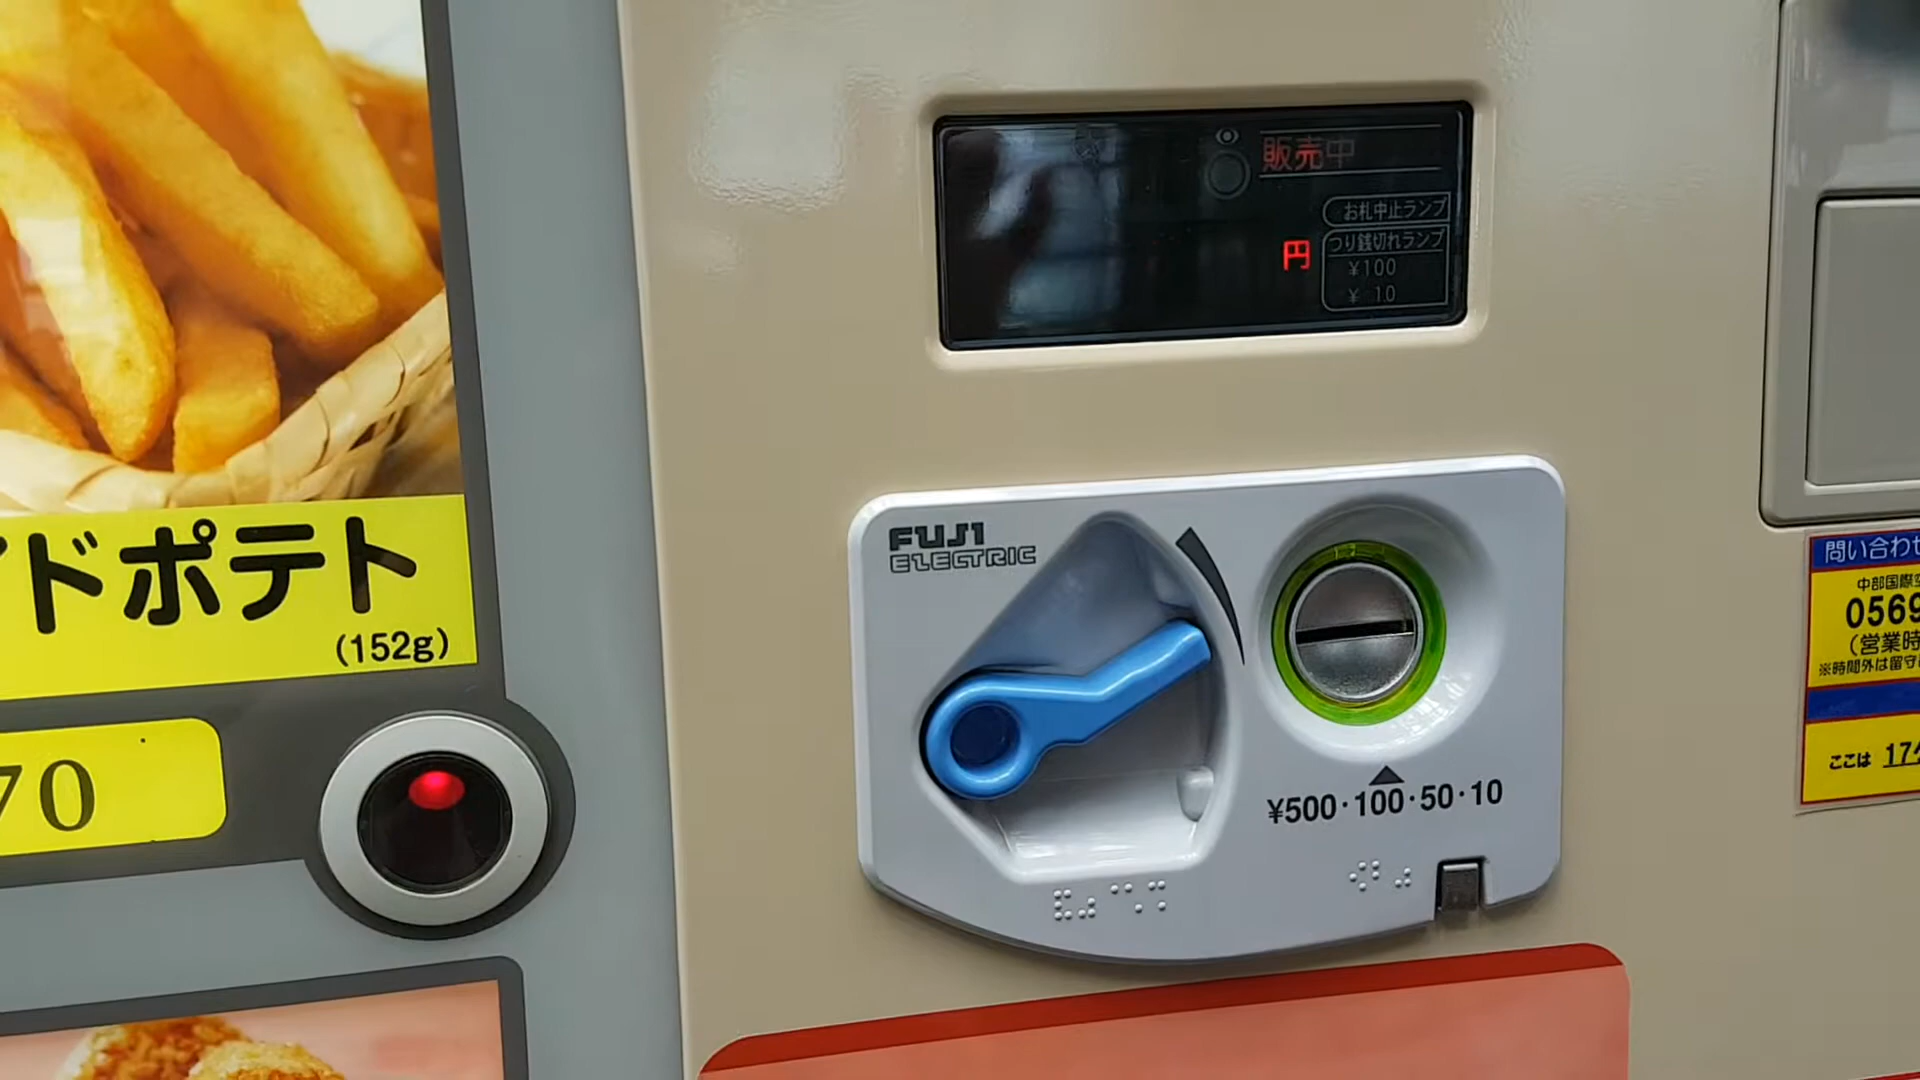 ドポテト
(152g)
70
販売中
お札中止ランプ
円
つり銭切れランプ
¥100
¥ 10
FUJI
ELECTRIC
¥500・100・50・10
問い合わせ
中部国際空
0569
(営業時
※時間外は留守
ここは 17